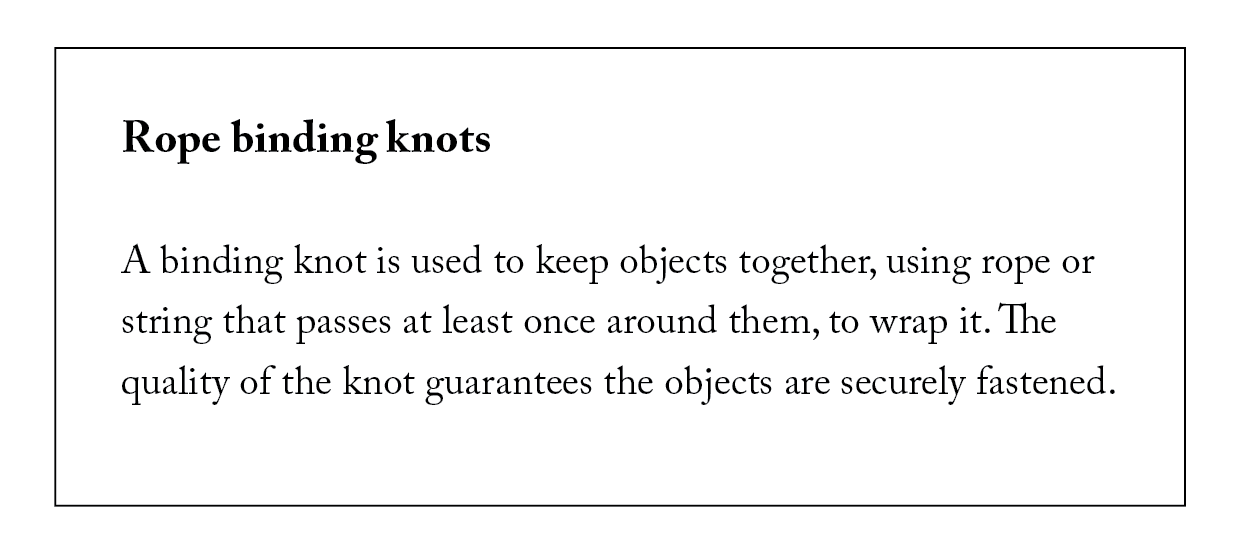 Rope binding knots
A binding knot is used to keep objects together, using rope or
string that passes at least once around them, to wrap it. The
quality of the knot guarantees the objects are securely fastened.